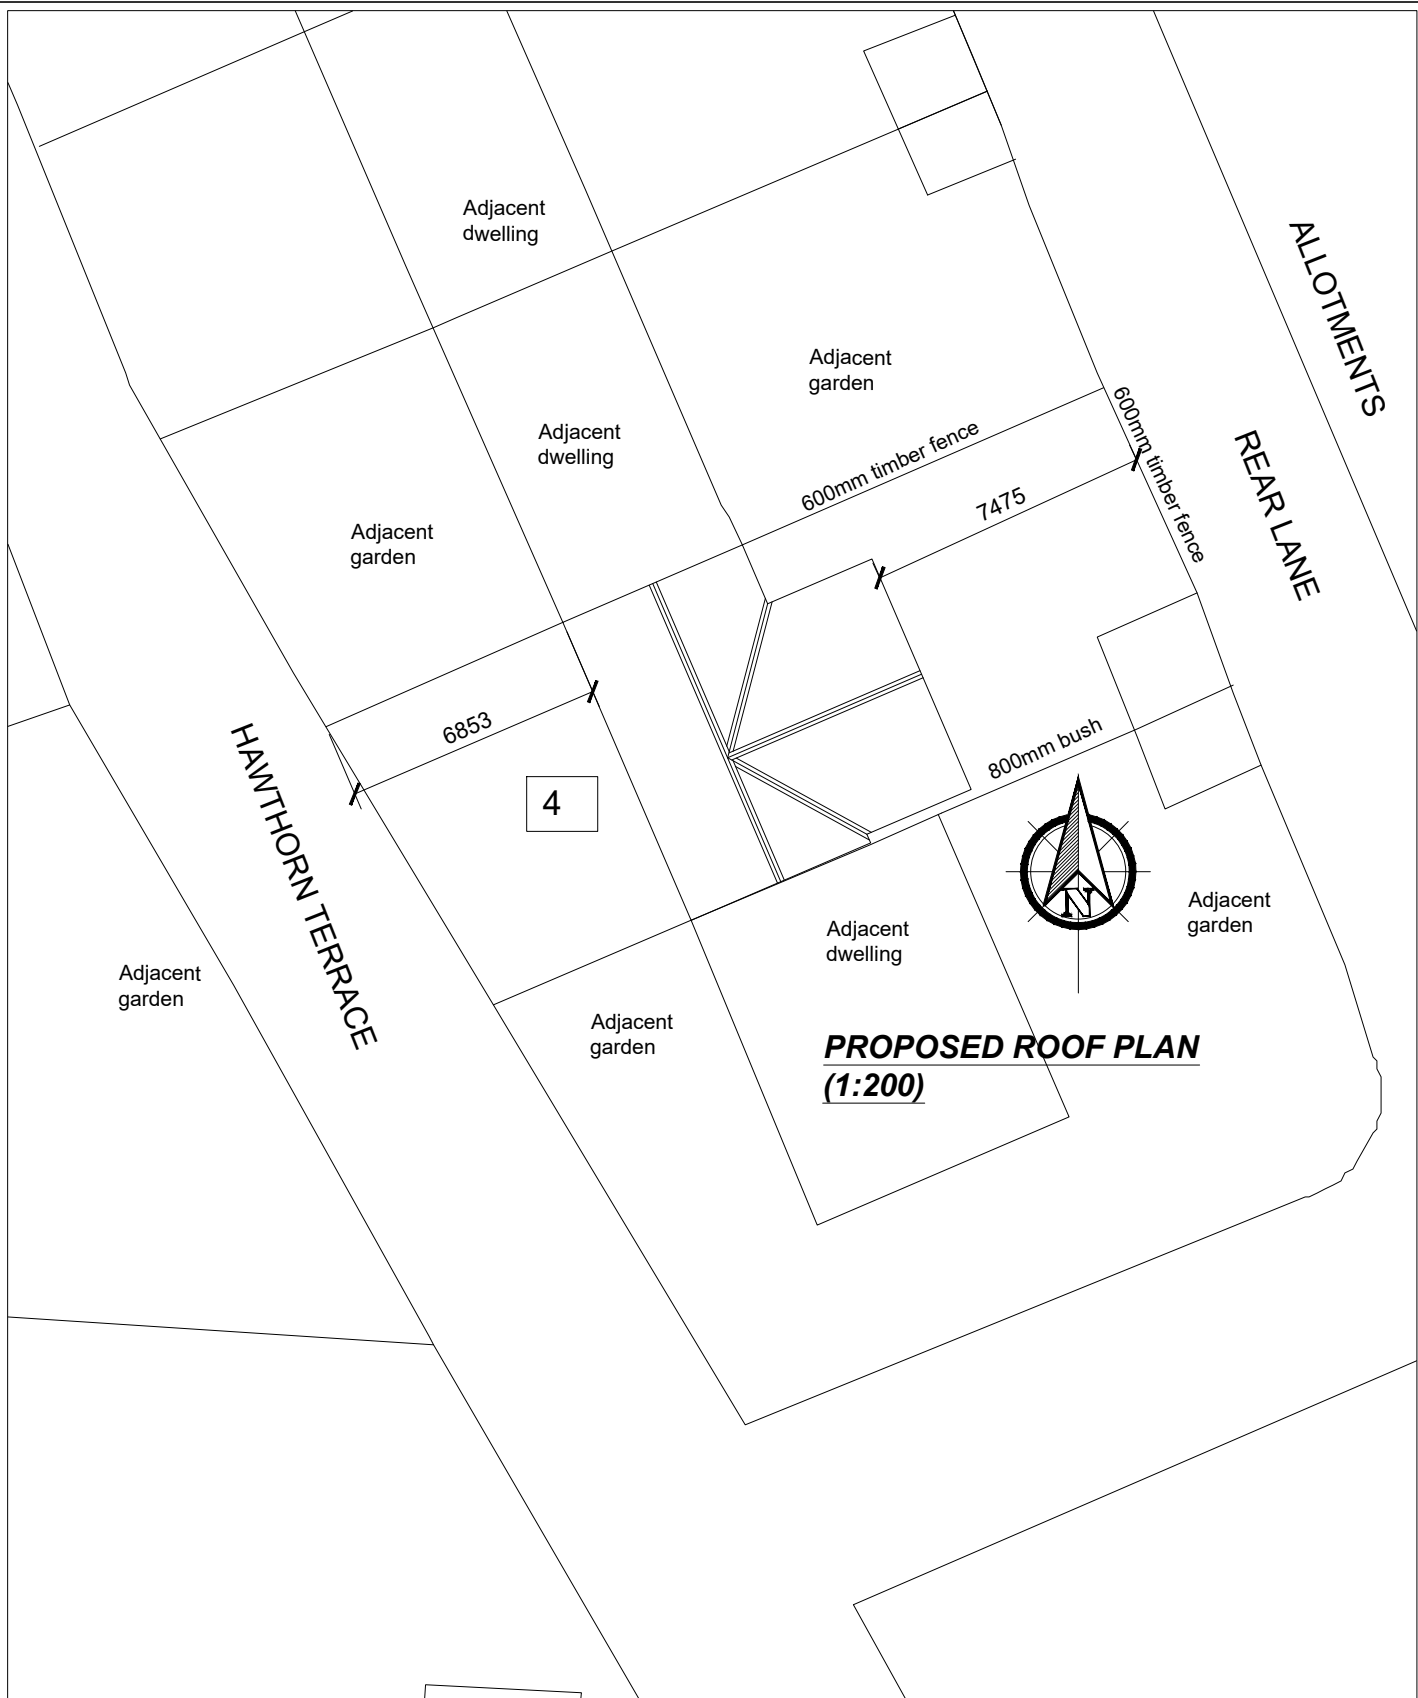 Adjacent
dwelling
ALLOTMENTS
Adjacent
garden
600mm timber fence
Adjacent
dwelling
600mm timber fence
REAR LANE
7475
Adjacent
garden
6853
HAWTHORN TERRACE
800mm bush
4
N
Adjacent
garden
Adjacent
dwelling
Adjacent
garden
Adjacent
garden
PROPOSED ROOF PLAN
(1:200)